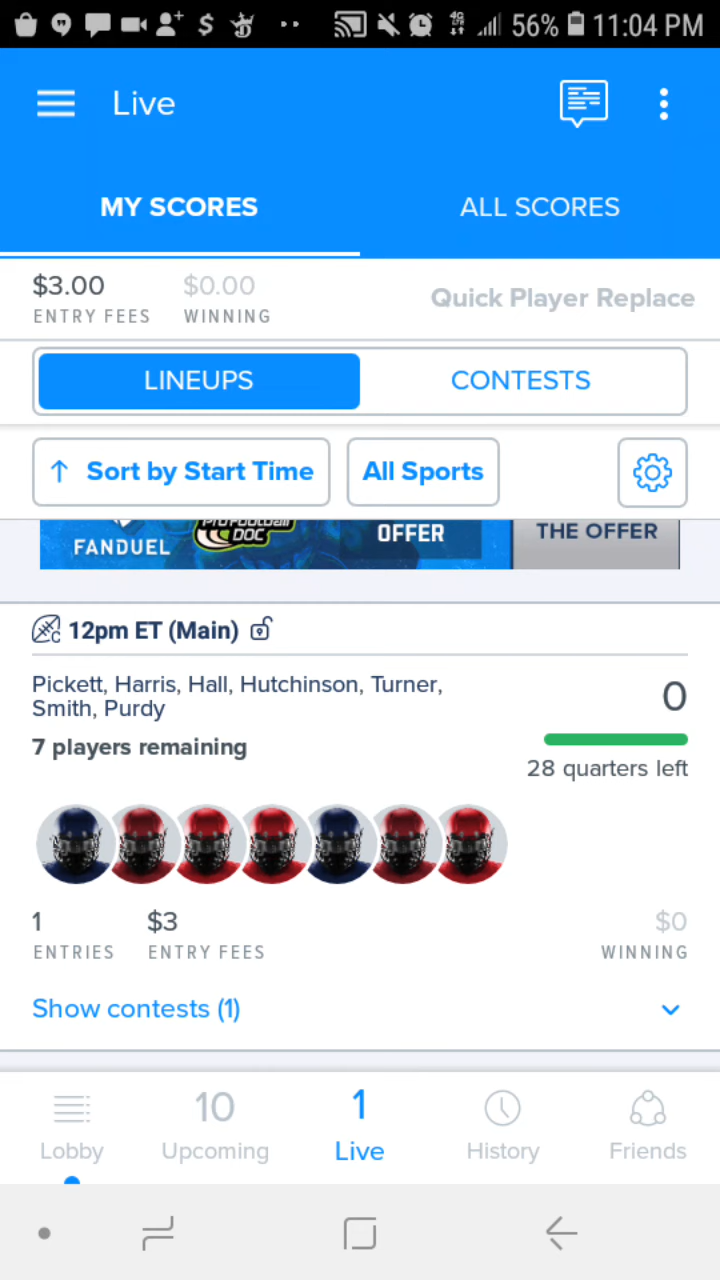 56% 11:04 PM
Live
MY SCORES ALL SCORES
$3.00 $0.00 Quick Player Replace
ENTRY FEES WINNING
LINEUPS CONTESTS
↑ Sort by Start Time All Sports
PRO FOOTBALL
DOC OFFER THE OFFER
FANDUEL
12pm ET (Main)
Pickett, Harris, Hall, Hutchinson, Turner, 0
Smith, Purdy
7 players remaining
28 quarters left
1 $3 $0
ENTRIES ENTRY FEES WINNING
Show contests (1)
10 1
Lobby Upcoming Live History Friends